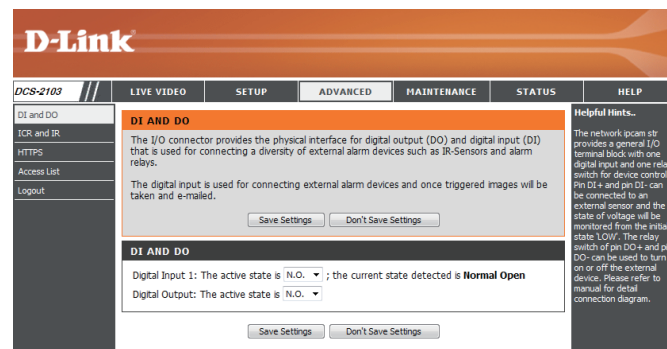 D-Link
DCS-2103
LIVE VIDEO
SETUP
ADVANCED
MAINTENANCE
STATUS
HELP
DI and DO
ICR and IR
HTTPS
Access List
Logout
DI AND DO
The I/O connector provides the physical interface for digital output (DO) and digital input (DI)
that is used for connecting a diversity of external alarm devices such as IR-Sensors and alarm
relays.
The digital input is used for connecting external alarm devices and once triggered images will be
taken and e-mailed.
Save Settings
Don't Save Settings
DI AND DO
Digital Input 1: The active state is N.O. ; the current state detected is Normal Open
Digital Output: The active state is N.O.
Save Settings
Don't Save Settings
Helpful Hints..
The network ipcam str
provides a general I/O
terminal block with one
digital input and one rela
switch for device control
Pin DI+ and pin DI- can
be connected to an
external sensor and the
state of voltage will be
monitored from the initia
state 'LOW'. The relay
switch of pin DO+ and pi
DO- can be used to turn
on or off the external
device. Please refer to
manual for detail
connection diagram.